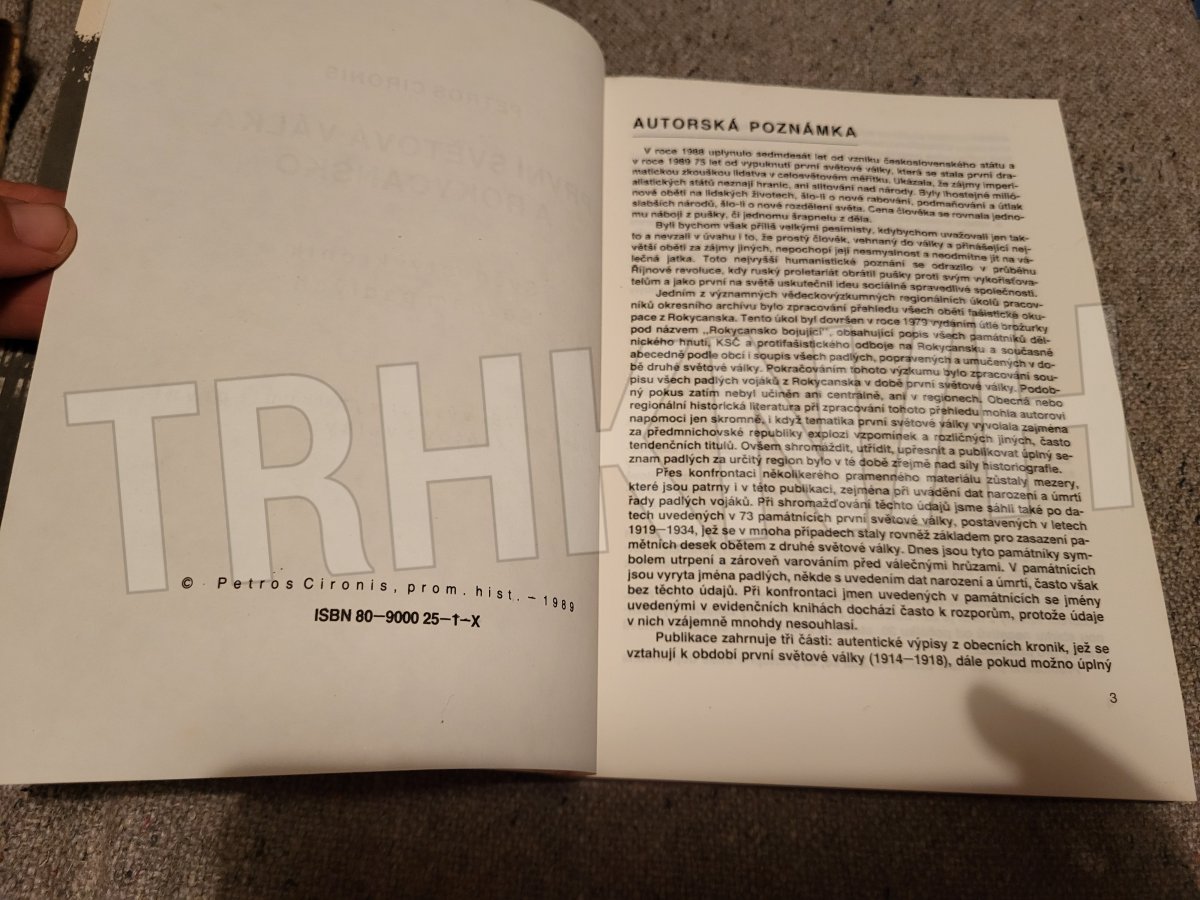 © Petros Cironis, prom. hist. – 1989
ISBN 80–9000 25–1–X
AUTORSKÁ POZNÁMKA
V roce 1988 uplynulo sedmdesát let od vzniku československého státu a
v roce 1989 75 let od vypuknutí první světové války, která se stala první dra-
matickou zkouškou lidstva v celosvětovém měřítku. Ukázala, že zájmy imperi-
alistických států neznají hranic, ani slitování nad národy. Byly lhostejné milió-
nové oběti na lidských životech, šlo-li o nové rabování, podmaňování a útlak
slabších národů, šlo-li o nové rozdělení světa. Cena člověka se rovnala jedno-
mu náboji z pušky, či jednomu šrapnelu z děla.
Byli bychom však příliš velkými pesimisty, kdybychom uvažovali jen tak-
to a nevzali v úvahu i to, že prostý člověk, vehnaný do války a přinášející nej-
větší oběti za zájmy jiných, nepochopí její nesmyslnost a neodmítne jít na vá-
lečná jatka. Toto nejvyšší humanistické poznání se odrazilo v průběhu
Říjnové revoluce, kdy ruský proletariát obrátil pušky proti svým vykořisťova-
telům a jako první na světě uskutečnil ideu sociálně spravedlivé společnosti.
Jedním z významných vědeckovýzkumných regionálních úkolů pracov-
níků okresního archívu bylo zpracování přehledu všech obětí fašistické oku-
pace z Rokycanska. Tento úkol byl dovršen v roce 1979 vydáním útlé brožurky
pod názvem „Rokycansko bojující", obsahující popis všech památníků děl-
nického hnutí, KSČ a protifašistického odboje na Rokycansku a současně
abecedně podle obcí i soupis všech padlých, popravených a umučených v do-
bě druhé světové války. Pokračováním tohoto výzkumu bylo zpracování sou-
pisu všech padlých vojáků z Rokycanska v době první světové války. Podob-
ný pokus zatím nebyl učiněn ani centrálně, ani v regionech. Obecná nebo
regionální historická literatura při zpracování tohoto přehledu mohla autorovi
napomoci jen skromně, i když tematika první světové války vyvolala zejména
za předmnichovské republiky explozi vzpomínek a rozličných jiných, často
tendenčních titulů. Ovšem shromáždit, utřídit, upřesnit a publikovat úplný se-
znam padlých za určitý region bylo v té době zřejmě nad síly historiografie.
Přes konfrontaci několikerého pramenného materiálu zůstaly mezery,
které jsou patrny i v této publikaci, zejména při uvádění dat narození a úmrtí
řady padlých vojáků. Při shromažďování těchto údajů jsme sáhli také po da-
tech uvedených v 73 památnících první světové války, postavených v letech
1919–1934, jež se v mnoha případech staly rovněž základem pro zasazení pa-
mětních desek obětem z druhé světové války. Dnes jsou tyto památníky sym-
bolem utrpení a zároveň varováním před válečnými hrůzami. V památnících
jsou vyryta jména padlých, někde s uvedením dat narození a úmrtí, často však
bez těchto údajů. Při konfrontaci jmen uvedených v památnících se jmény
uvedenými v evidenčních knihách dochází často k rozporům, protože údaje
v nich vzájemně mnohdy nesouhlasí.
Publikace zahrnuje tři části: autentické výpisy z obecních kronik, jež se
vztahují k období první světové války (1914–1918), dále pokud možno úplný
3